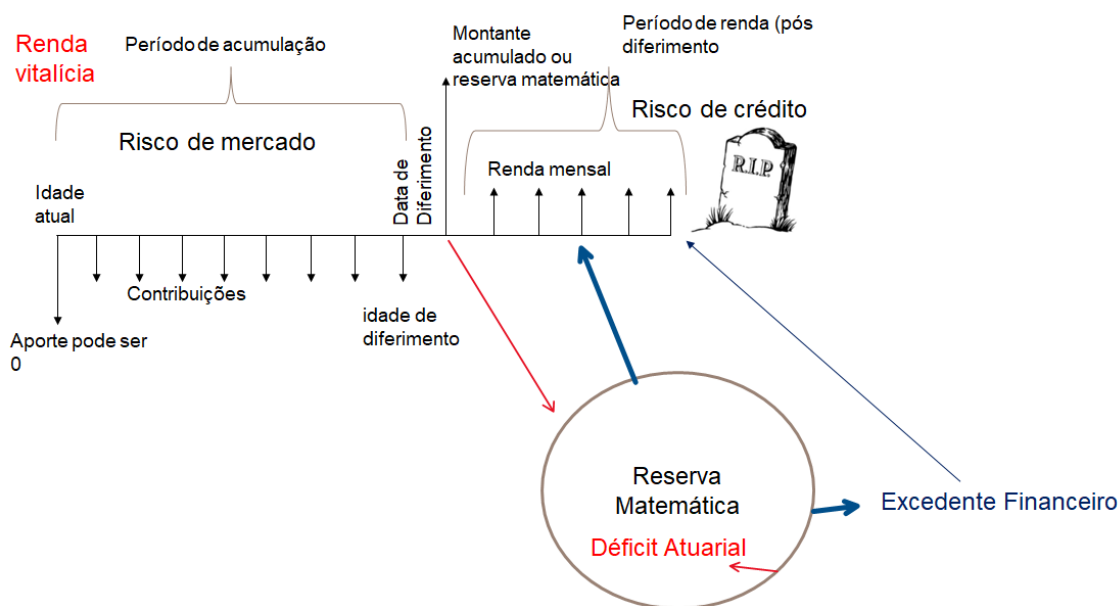 Renda
vitalícia
Período de acumulação
Montante
acumulado ou
reserva matemática
Período de renda (pós
diferimento
Risco de mercado
Risco de crédito
Data de
Diferimento
Renda mensal
R.I.P.
Idade
atual
Contribuições
idade de
diferimento
Aporte pode ser
0
Reserva
Matemática
Déficit Atuarial
Excedente Financeiro